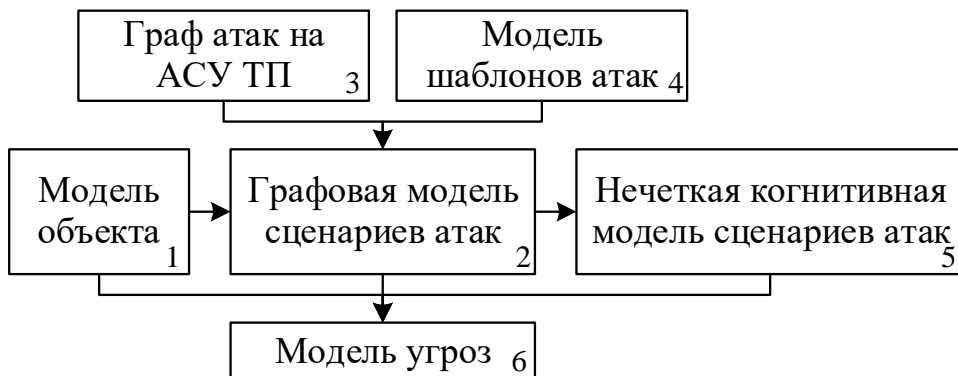 Граф атак на
АСУ ТП
3
Модель
шаблонов атак
4
Модель
объекта
1
Графовая модель
сценариев атак
2
Нечеткая когнитивная
модель сценариев атак
5
Модель угроз
6